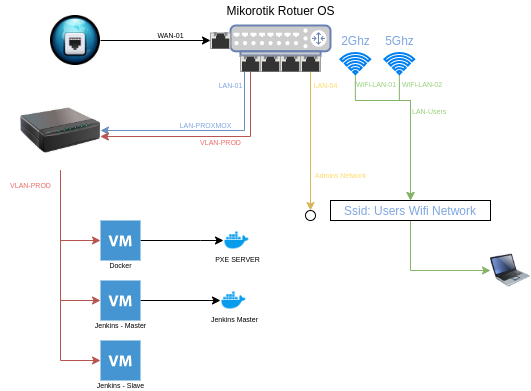 Mikorotik Rotuer OS
WAN-01
2Ghz
5Ghz
LAN-01
LAN-04
WIFI-LAN-01
WIFI-LAN-02
LAN-Users
LAN-PROXMOX
VLAN-PROD
Admins Network
VLAN-PROD
Ssid: Users Wifi Network
VM
Docker
PXE SERVER
VM
Jenkins - Master
Jenkins Master
VM
Jenkins - Slave